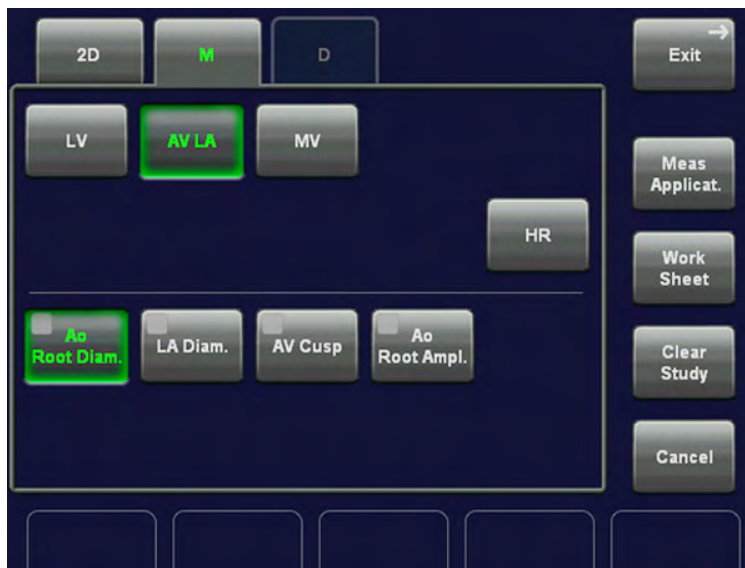 2D
M
D
Exit
LV
AV LA
MV
Meas
Applicat.
HR
Work
Sheet
Ao
Root Diam.
LA Diam.
AV Cusp
Ao
Root Ampl.
Clear
Study
Cancel